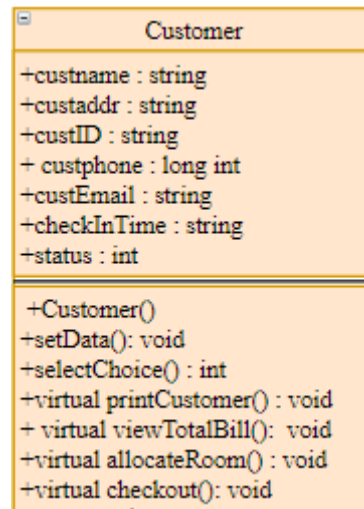 Customer
+custname : string
+custaddr : string
+custID : string
+ custphone : long int
+custEmail : string
+checkInTime : string
+status : int
+Customer()
+setData(): void
+selectChoice() : int
+virtual printCustomer() : void
+ virtual viewTotalBill(): void
+virtual allocateRoom() : void
+virtual checkout(): void